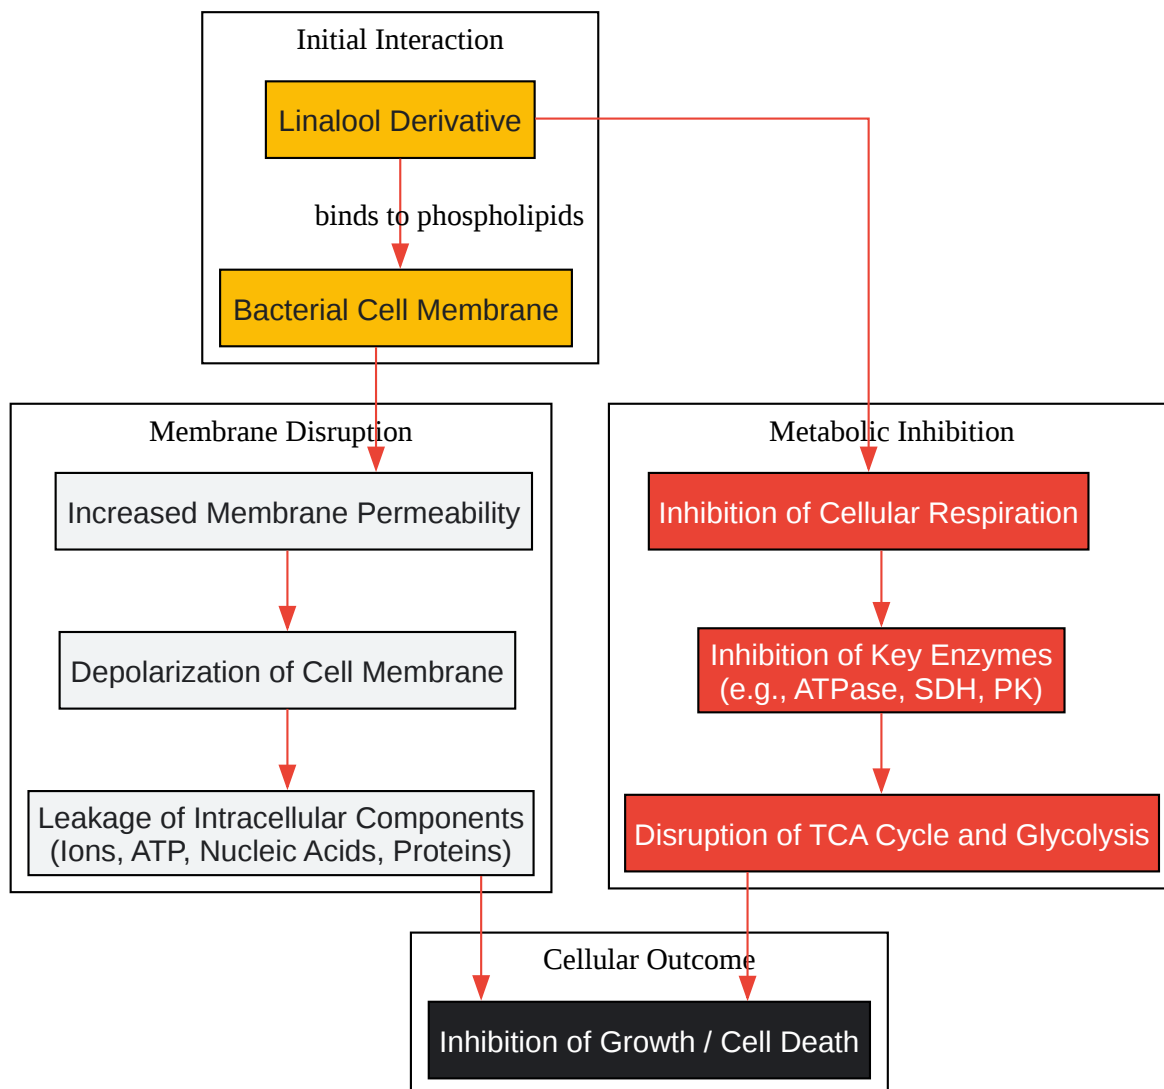 Initial Interaction
Linalool Derivative
binds to phospholipids
Bacterial Cell Membrane
Membrane Disruption
Increased Membrane Permeability
Depolarization of Cell Membrane
Leakage of Intracellular Components
(Ions, ATP, Nucleic Acids, Proteins)
Metabolic Inhibition
Inhibition of Cellular Respiration
Inhibition of Key Enzymes
(e.g., ATPase, SDH, PK)
Disruption of TCA Cycle and Glycolysis
Cellular Outcome
Inhibition of Growth / Cell Death